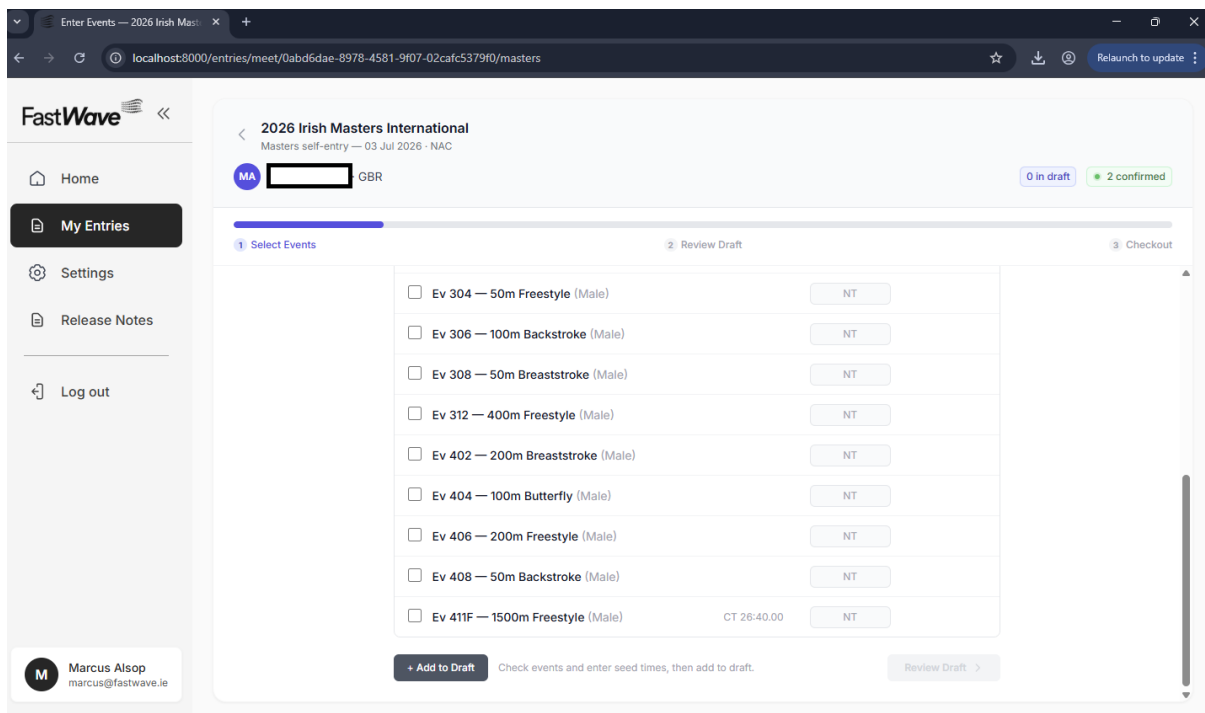 Enter Events — 2026 Irish Mast
localhost:8000/entries/meet/0abd6dae-8978-4581-9f07-02cafc5379f0/masters
Relaunch to update
FastWave
Home
My Entries
Settings
Release Notes
Log out
M
Marcus Alsop
marcus@fastwave.ie
2026 Irish Masters International
Masters self-entry — 03 Jul 2026 · NAC
MA GBR
0 in draft
2 confirmed
1 Select Events
2 Review Draft
3 Checkout
Ev 304 — 50m Freestyle (Male) NT
Ev 306 — 100m Backstroke (Male) NT
Ev 308 — 50m Breaststroke (Male) NT
Ev 312 — 400m Freestyle (Male) NT
Ev 402 — 200m Breaststroke (Male) NT
Ev 404 — 100m Butterfly (Male) NT
Ev 406 — 200m Freestyle (Male) NT
Ev 408 — 50m Backstroke (Male) NT
Ev 411F — 1500m Freestyle (Male) CT 26:40.00 NT
+ Add to Draft
Check events and enter seed times, then add to draft.
Review Draft >